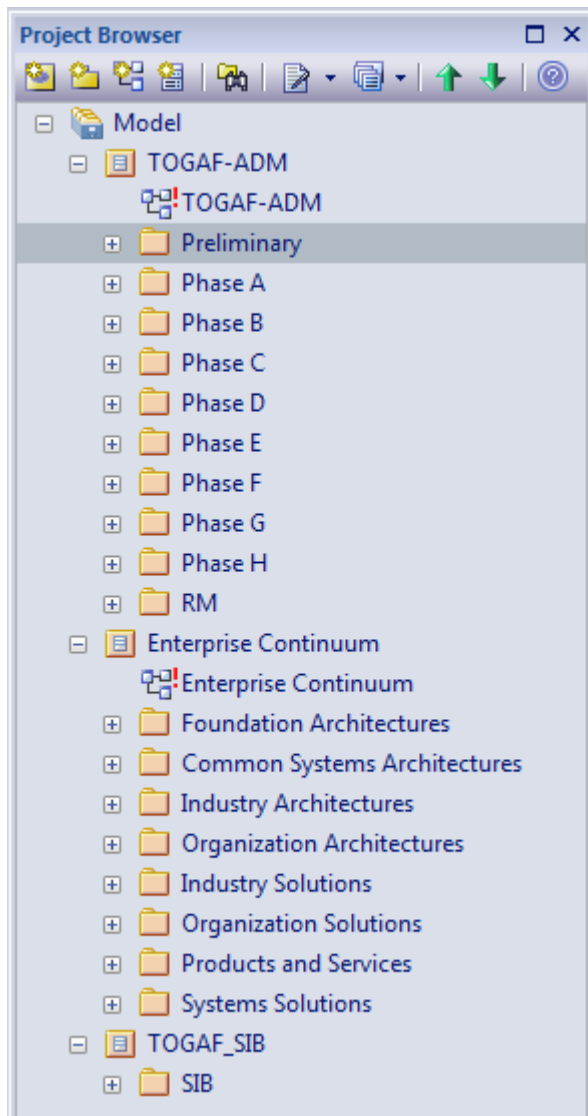 Project Browser
Model
TOGAF-ADM
TOGAF-ADM
Preliminary
Phase A
Phase B
Phase C
Phase D
Phase E
Phase F
Phase G
Phase H
RM
Enterprise Continuum
Enterprise Continuum
Foundation Architectures
Common Systems Architectures
Industry Architectures
Organization Architectures
Industry Solutions
Organization Solutions
Products and Services
Systems Solutions
TOGAF_SIB
SIB